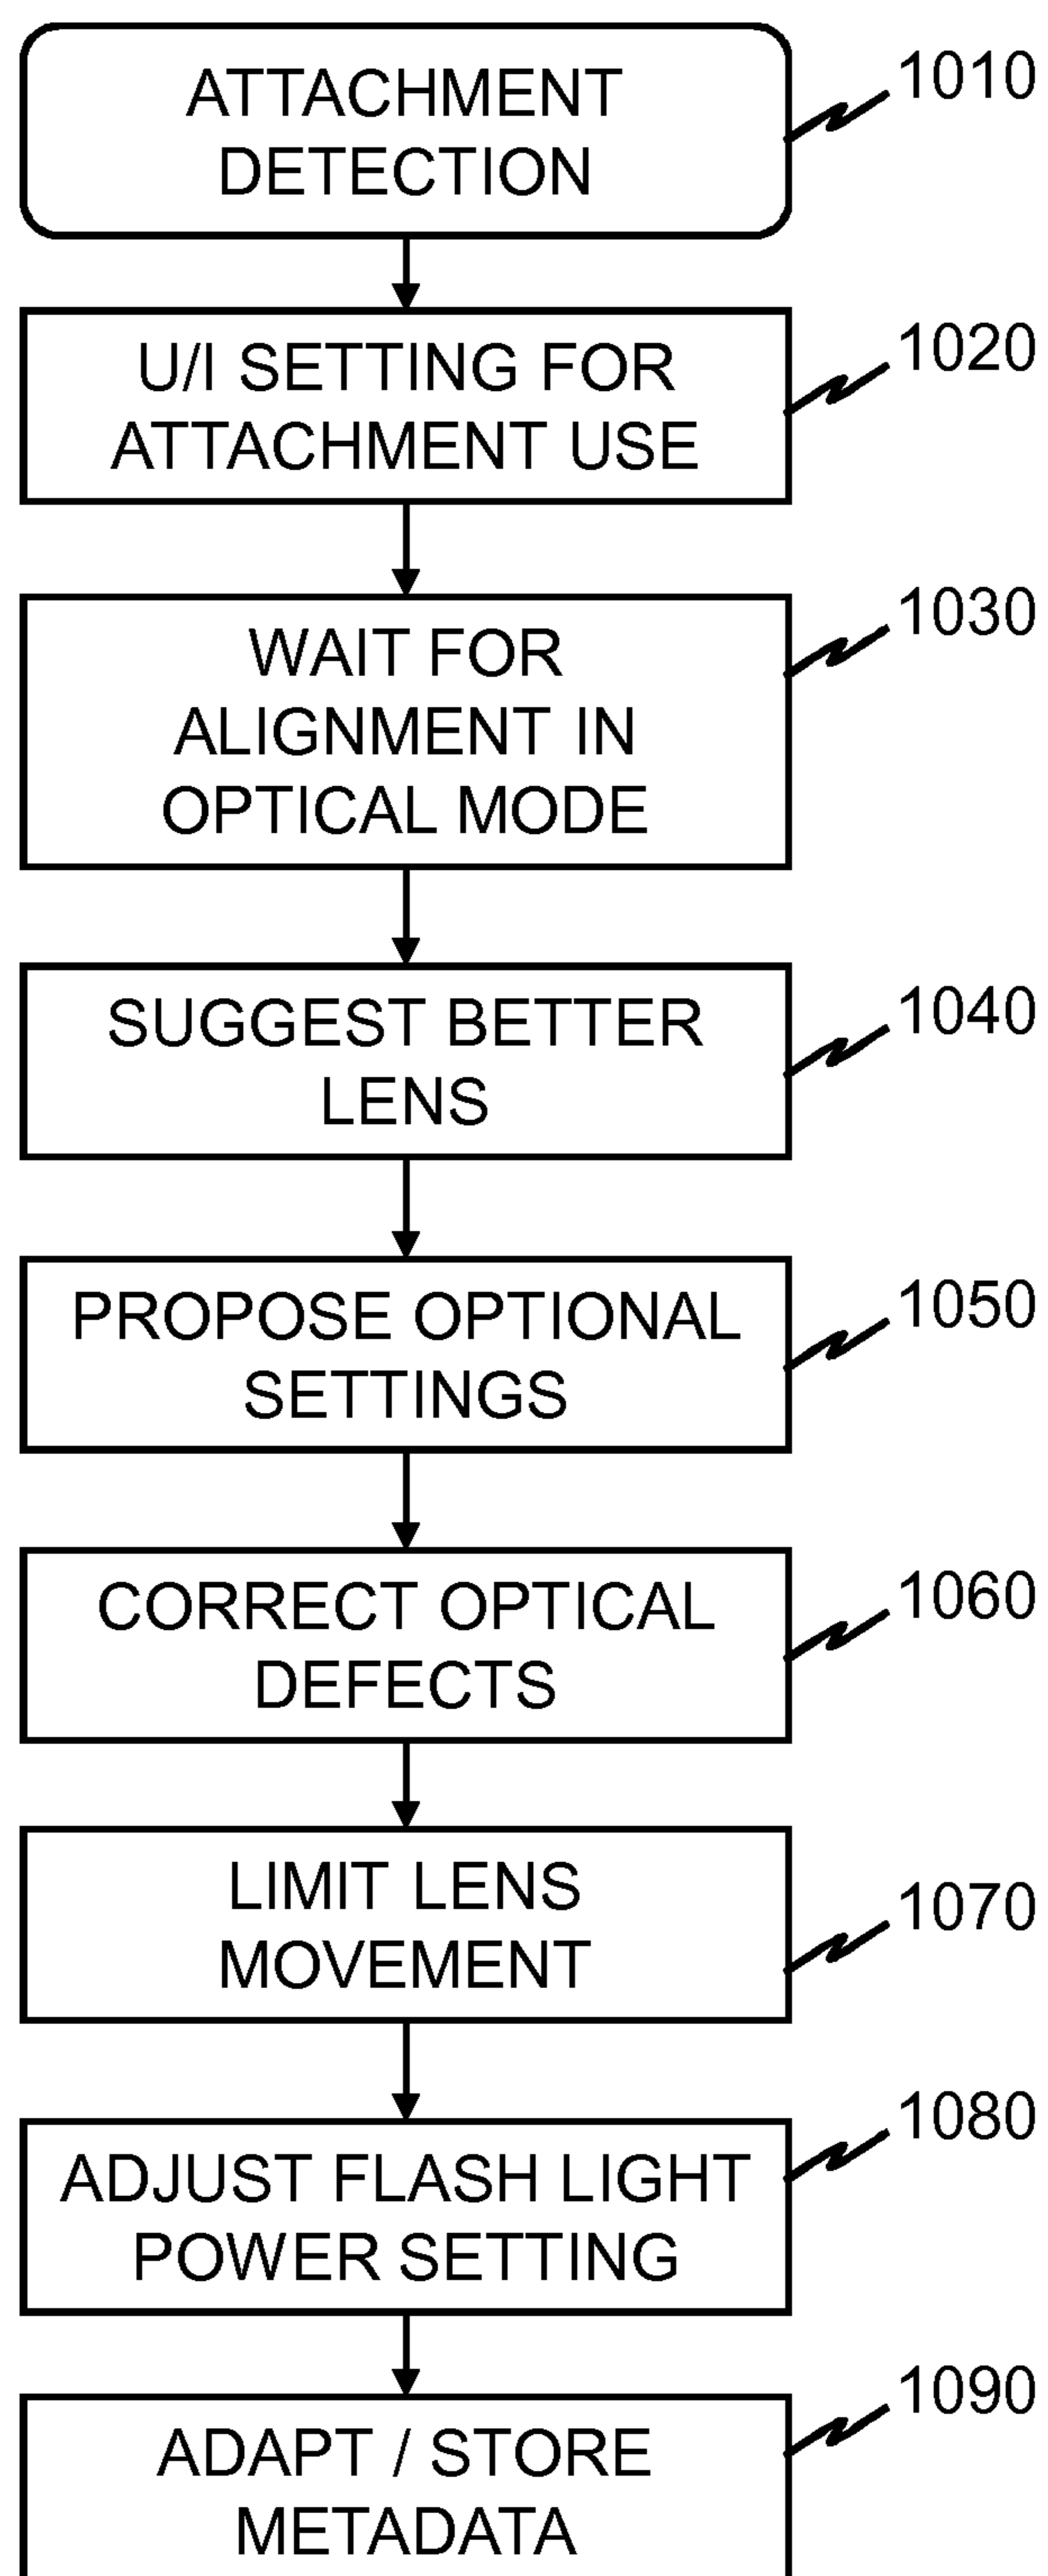 ATTACHMENT
DETECTION
1010
U/I SETTING FOR
ATTACHMENT USE
1020
WAIT FOR
ALIGNMENT IN
OPTICAL MODE
1030
SUGGEST BETTER
LENS
1040
PROPOSE OPTIONAL
SETTINGS
1050
CORRECT OPTICAL
DEFECTS
1060
LIMIT LENS
MOVEMENT
1070
ADJUST FLASH LIGHT
POWER SETTING
1080
ADAPT / STORE
METADATA
1090